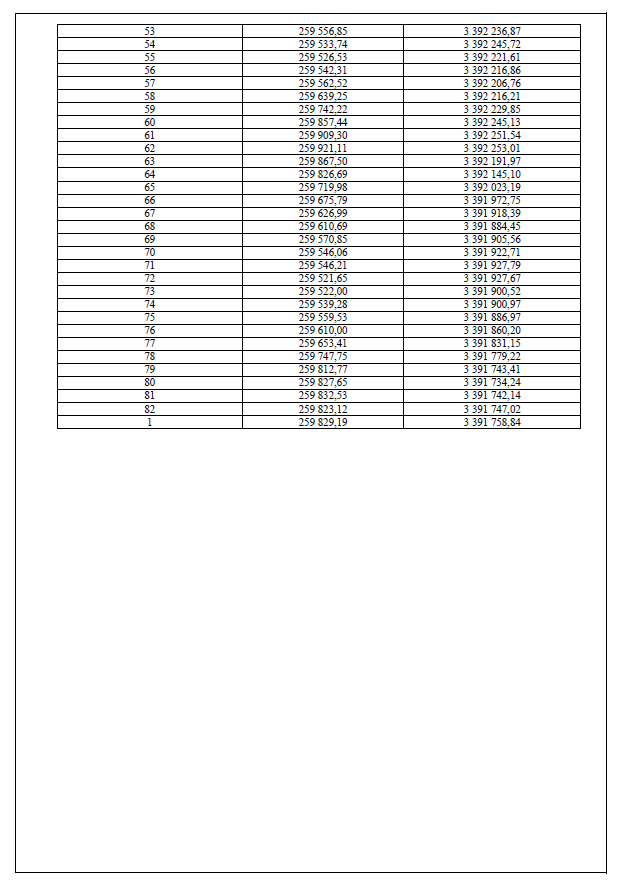 53 259 556,85 3 392 236,87
54 259 533,74 3 392 245,72
55 259 526,53 3 392 221,61
56 259 542,31 3 392 216,86
57 259 562,52 3 392 206,76
58 259 639,25 3 392 216,21
59 259 742,22 3 392 229,85
60 259 857,44 3 392 245,13
61 259 909,30 3 392 251,54
62 259 921,11 3 392 253,01
63 259 867,50 3 392 191,97
64 259 826,69 3 392 145,10
65 259 719,98 3 392 023,19
66 259 675,79 3 391 972,75
67 259 626,99 3 391 918,39
68 259 610,69 3 391 884,45
69 259 570,85 3 391 905,56
70 259 546,06 3 391 922,71
71 259 546,21 3 391 927,79
72 259 521,65 3 391 927,67
73 259 522,00 3 391 900,52
74 259 539,28 3 391 900,97
75 259 559,53 3 391 886,97
76 259 610,00 3 391 860,20
77 259 653,41 3 391 831,15
78 259 747,75 3 391 779,22
79 259 812,77 3 391 743,41
80 259 827,65 3 391 734,24
81 259 832,53 3 391 742,14
82 259 823,12 3 391 747,02
1 259 829,19 3 391 758,84